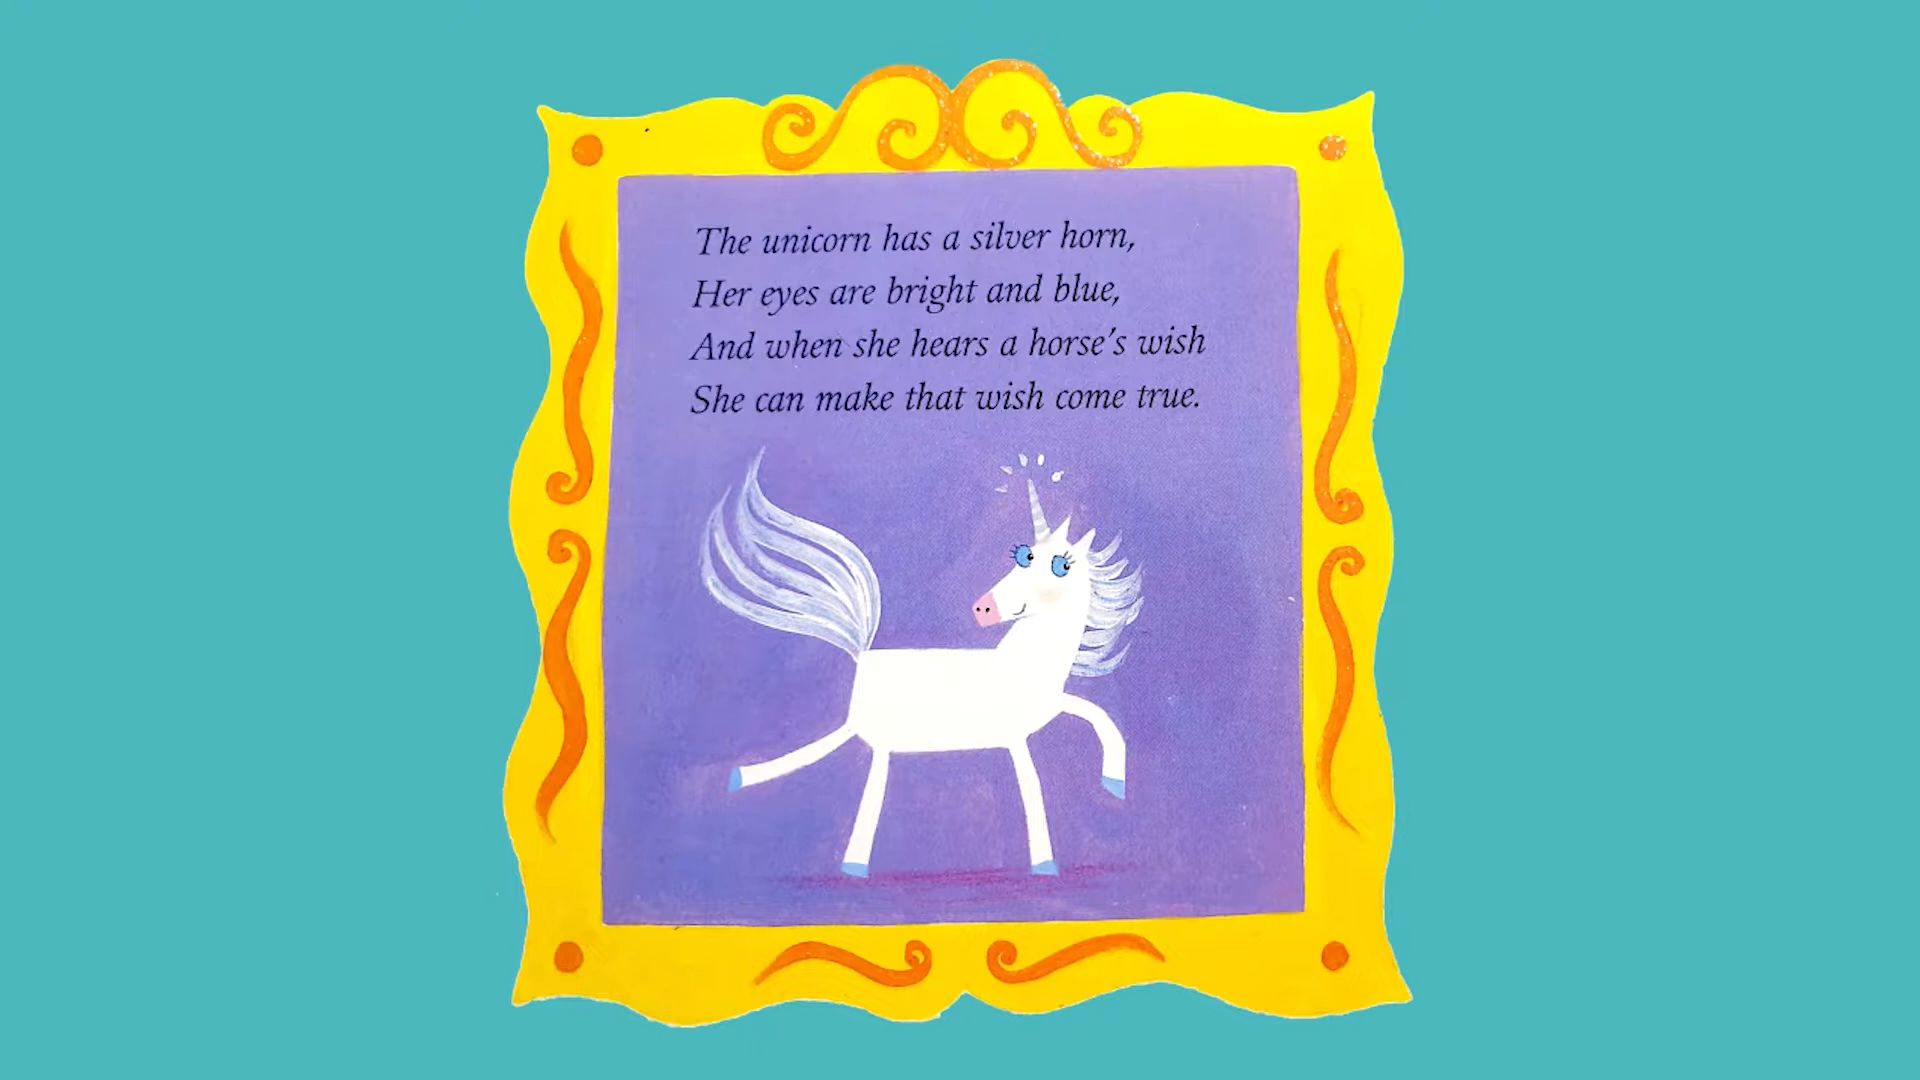 The unicorn has a silver horn,
Her eyes are bright and blue,
And when she hears a horse's wish
She can make that wish come true.